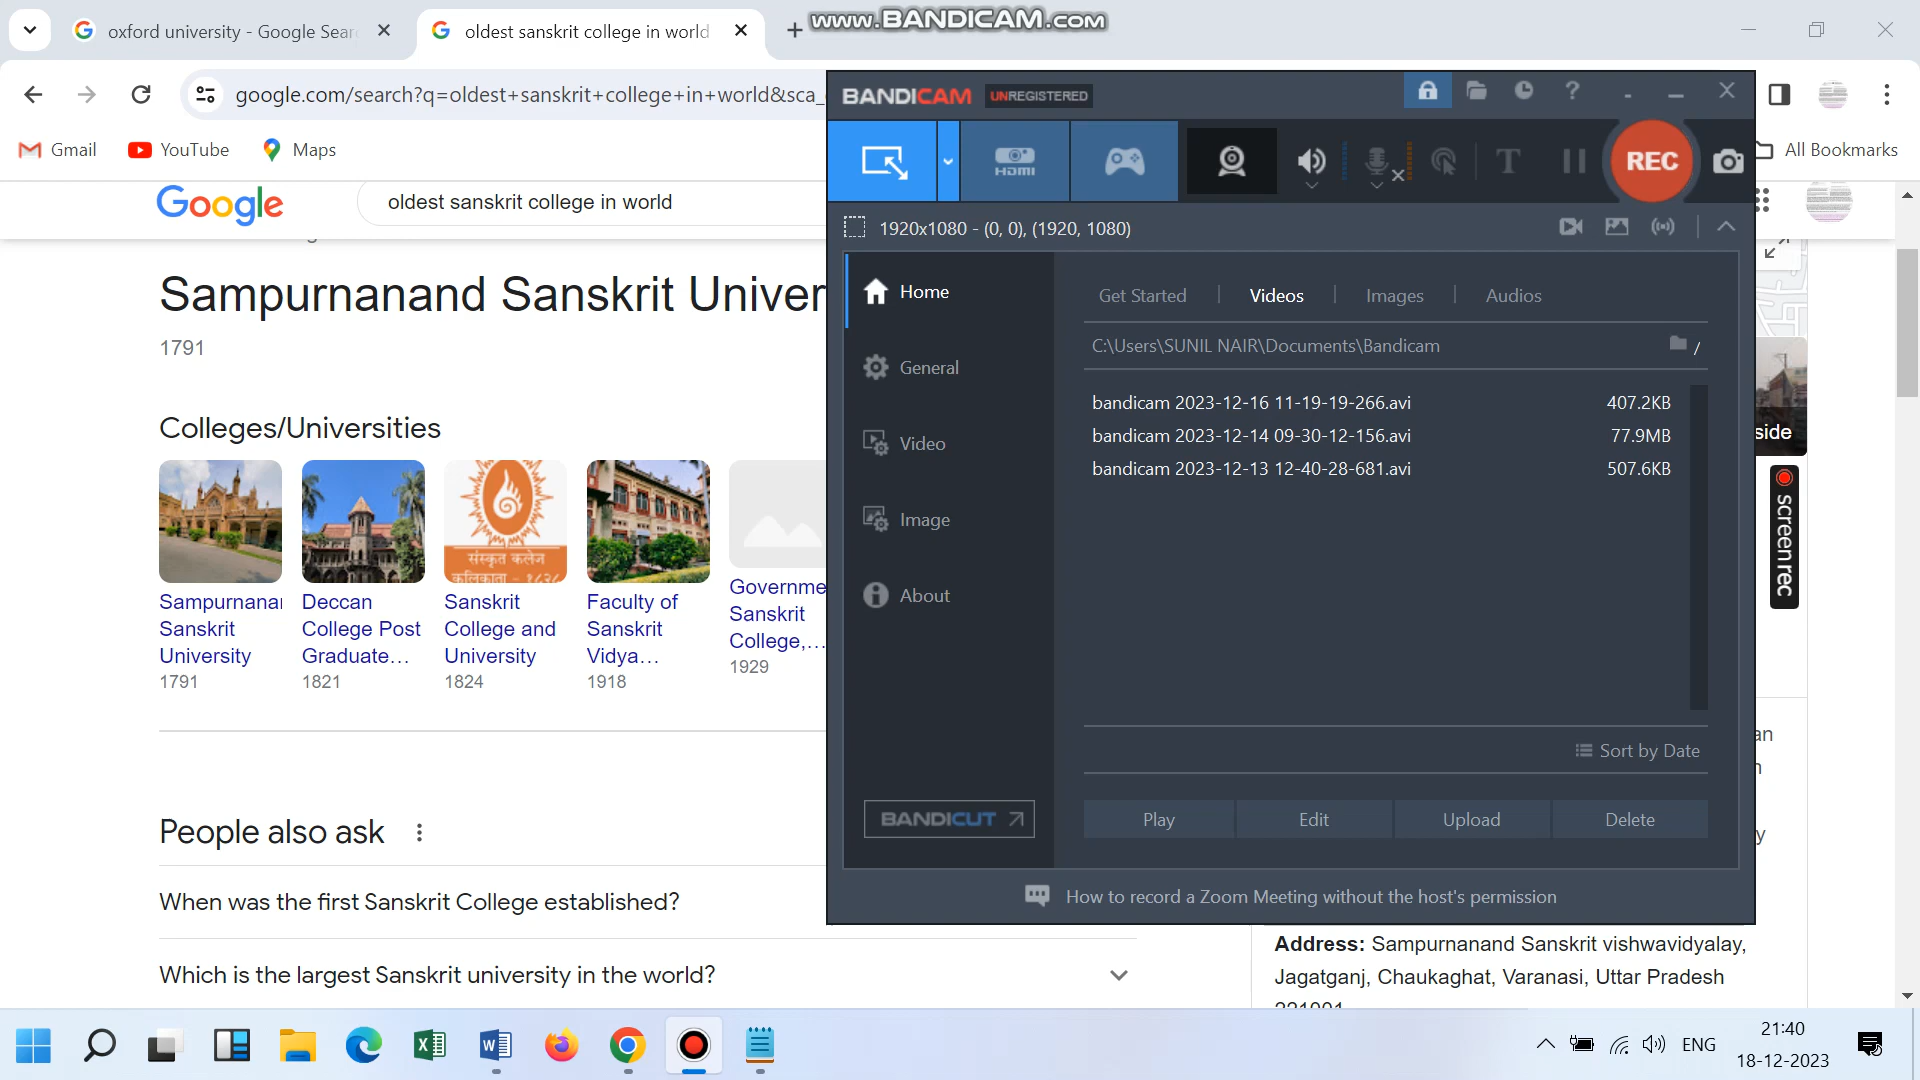 oxford university - Google Sear
oldest sanskrit college in world
www.BANDICAM.com
google.com/search?q=oldest+sanskrit+college+in+world&sca_
Gmail
YouTube
Maps
All Bookmarks
Google
oldest sanskrit college in world
Sampurnanand Sanskrit Univer
1791
Colleges/Universities
संस्कृत कलेज
कलिकाता - १८२८
Sampurnanan
Sanskrit
University
1791
Deccan
College Post
Graduate...
1821
Sanskrit
College and
University
1824
Faculty of
Sanskrit
Vidya...
1918
Governme
Sanskrit
College,...
1929
People also ask
When was the first Sanskrit College established?
Which is the largest Sanskrit university in the world?
BANDICAM UNREGISTERED
HDMI
T
REC
1920x1080 - (0, 0), (1920, 1080)
Home
General
Video
Image
About
BANDICUT
Get Started
Videos
Images
Audios
C:\Users\SUNIL NAIR\Documents\Bandicam
/
bandicam 2023-12-16 11-19-19-266.avi 407.2KB
bandicam 2023-12-14 09-30-12-156.avi 77.9MB
bandicam 2023-12-13 12-40-28-681.avi 507.6KB
Sort by Date
Play
Edit
Upload
Delete
How to record a Zoom Meeting without the host's permission
side
screenrec
an
y
Address: Sampurnanand Sanskrit vishwavidyalay,
Jagatganj, Chaukaghat, Varanasi, Uttar Pradesh
221001
ENG
21:40
18-12-2023